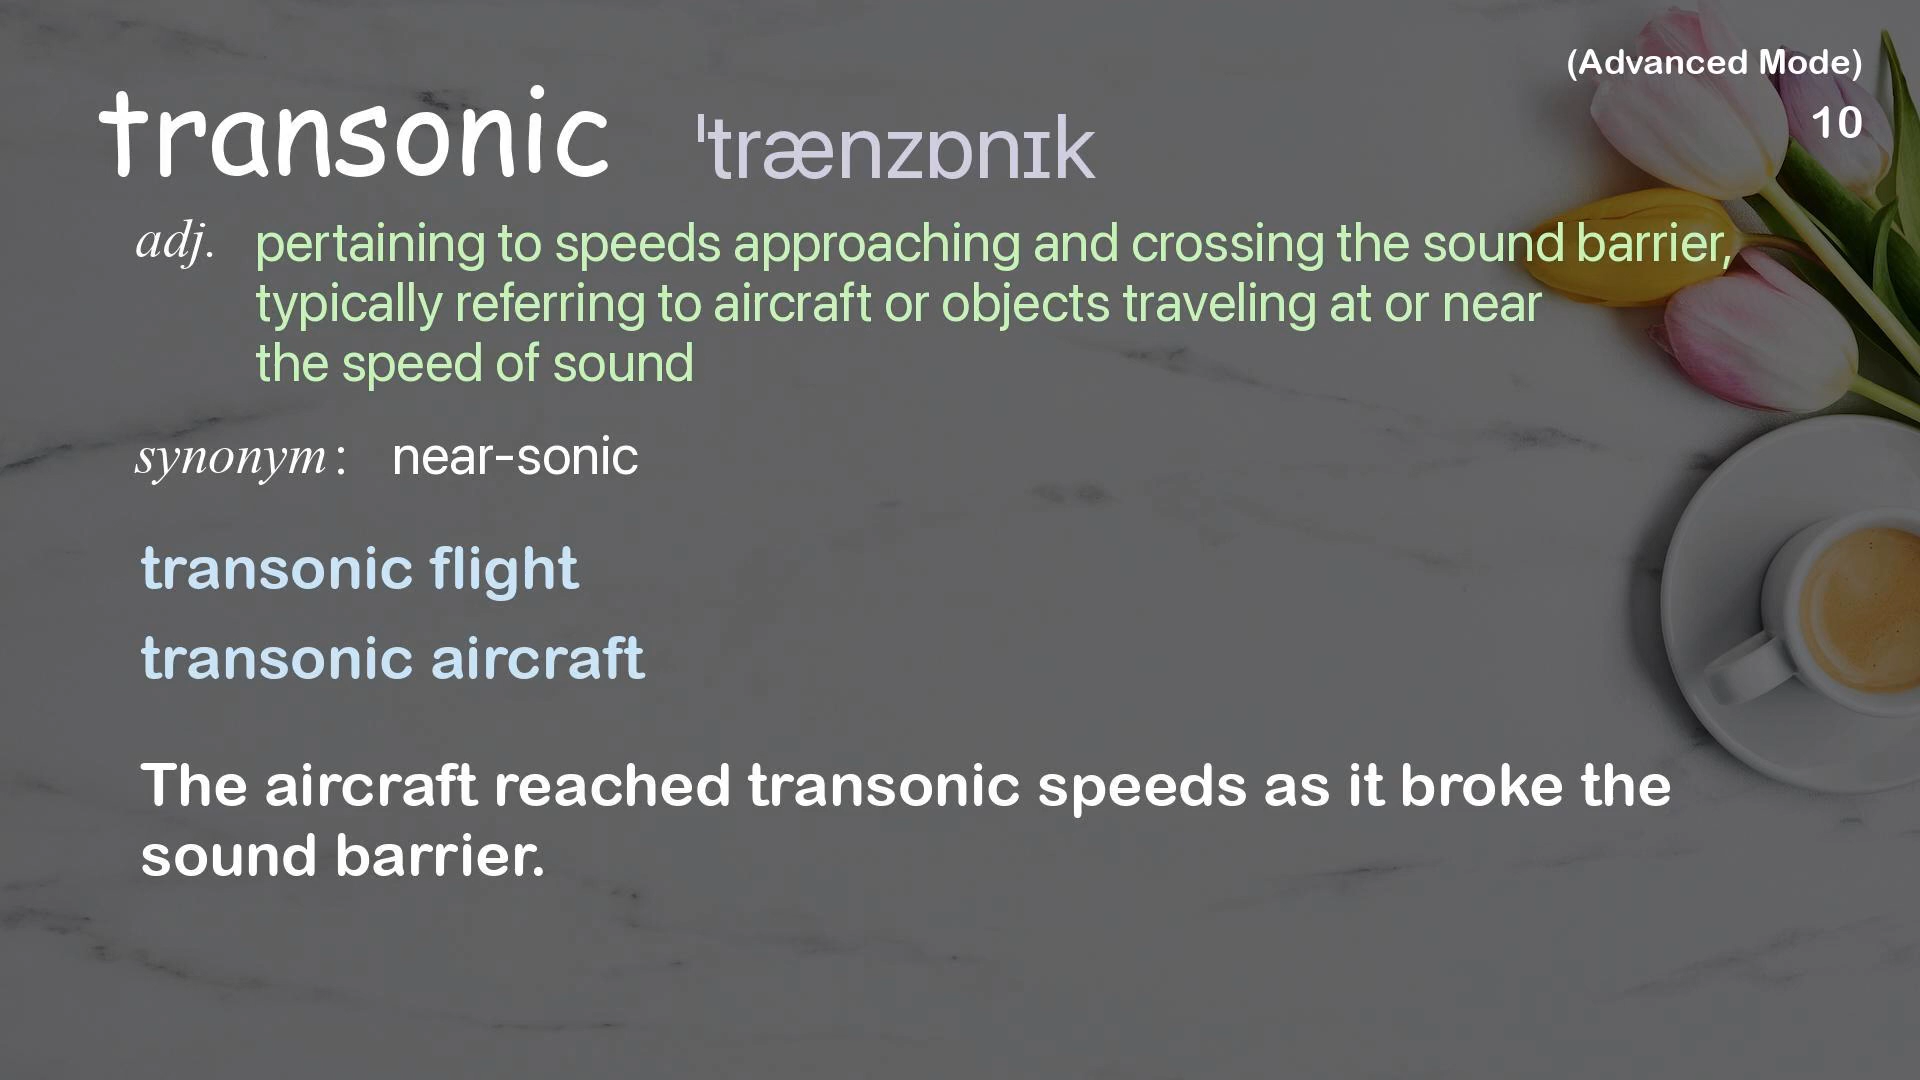 (Advanced Mode)
10
transonic ˈtrænzɒnɪk
adj. pertaining to speeds approaching and crossing the sound barrier,
typically referring to aircraft or objects traveling at or near
the speed of sound
synonym: near-sonic
transonic flight
transonic aircraft
The aircraft reached transonic speeds as it broke the
sound barrier.